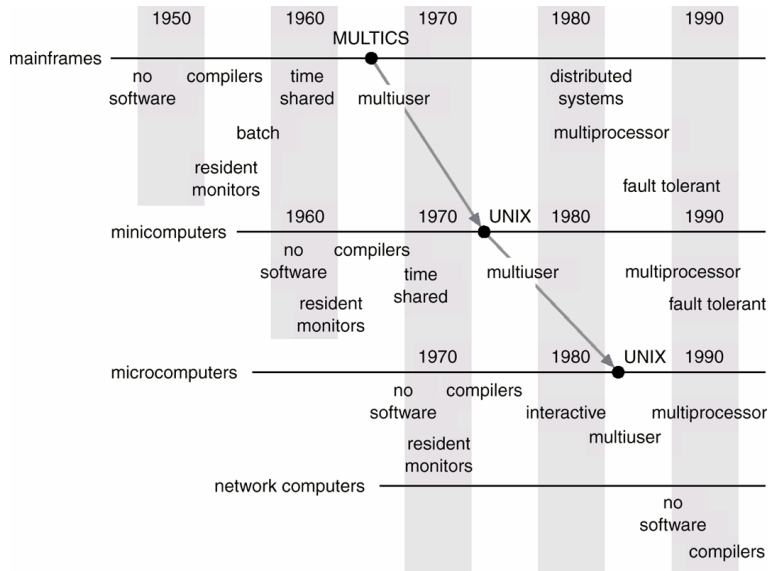 1950 1960 1970 1980 1990
MULTICS
mainframes
no compilers time distributed
software shared multiuser systems
batch multiprocessor
resident
monitors fault tolerant
1960 1970 UNIX 1980 1990
minicomputers
no compilers
software time multiuser multiprocessor
shared
resident fault tolerant
monitors
1970 1980 UNIX 1990
microcomputers
no compilers
software interactive multiprocessor
resident multiuser
monitors
network computers
no
software
compilers